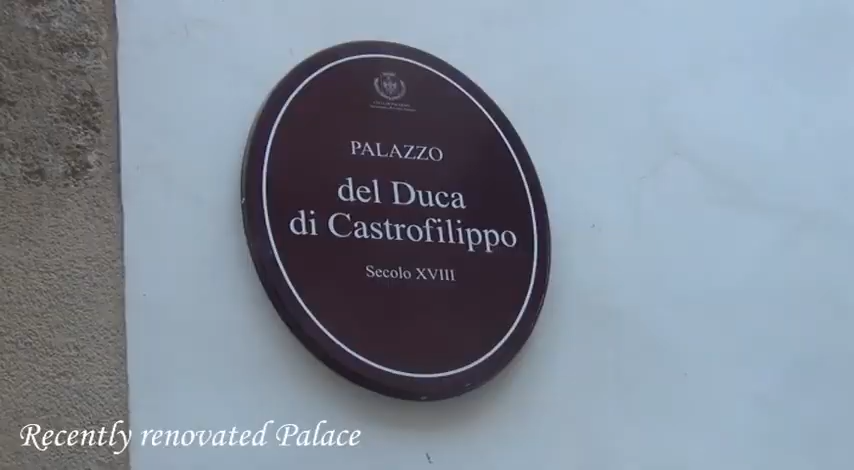 PALAZZO
del Duca
di Castrofilippo
Secolo XVIII
Recently renovated Palace